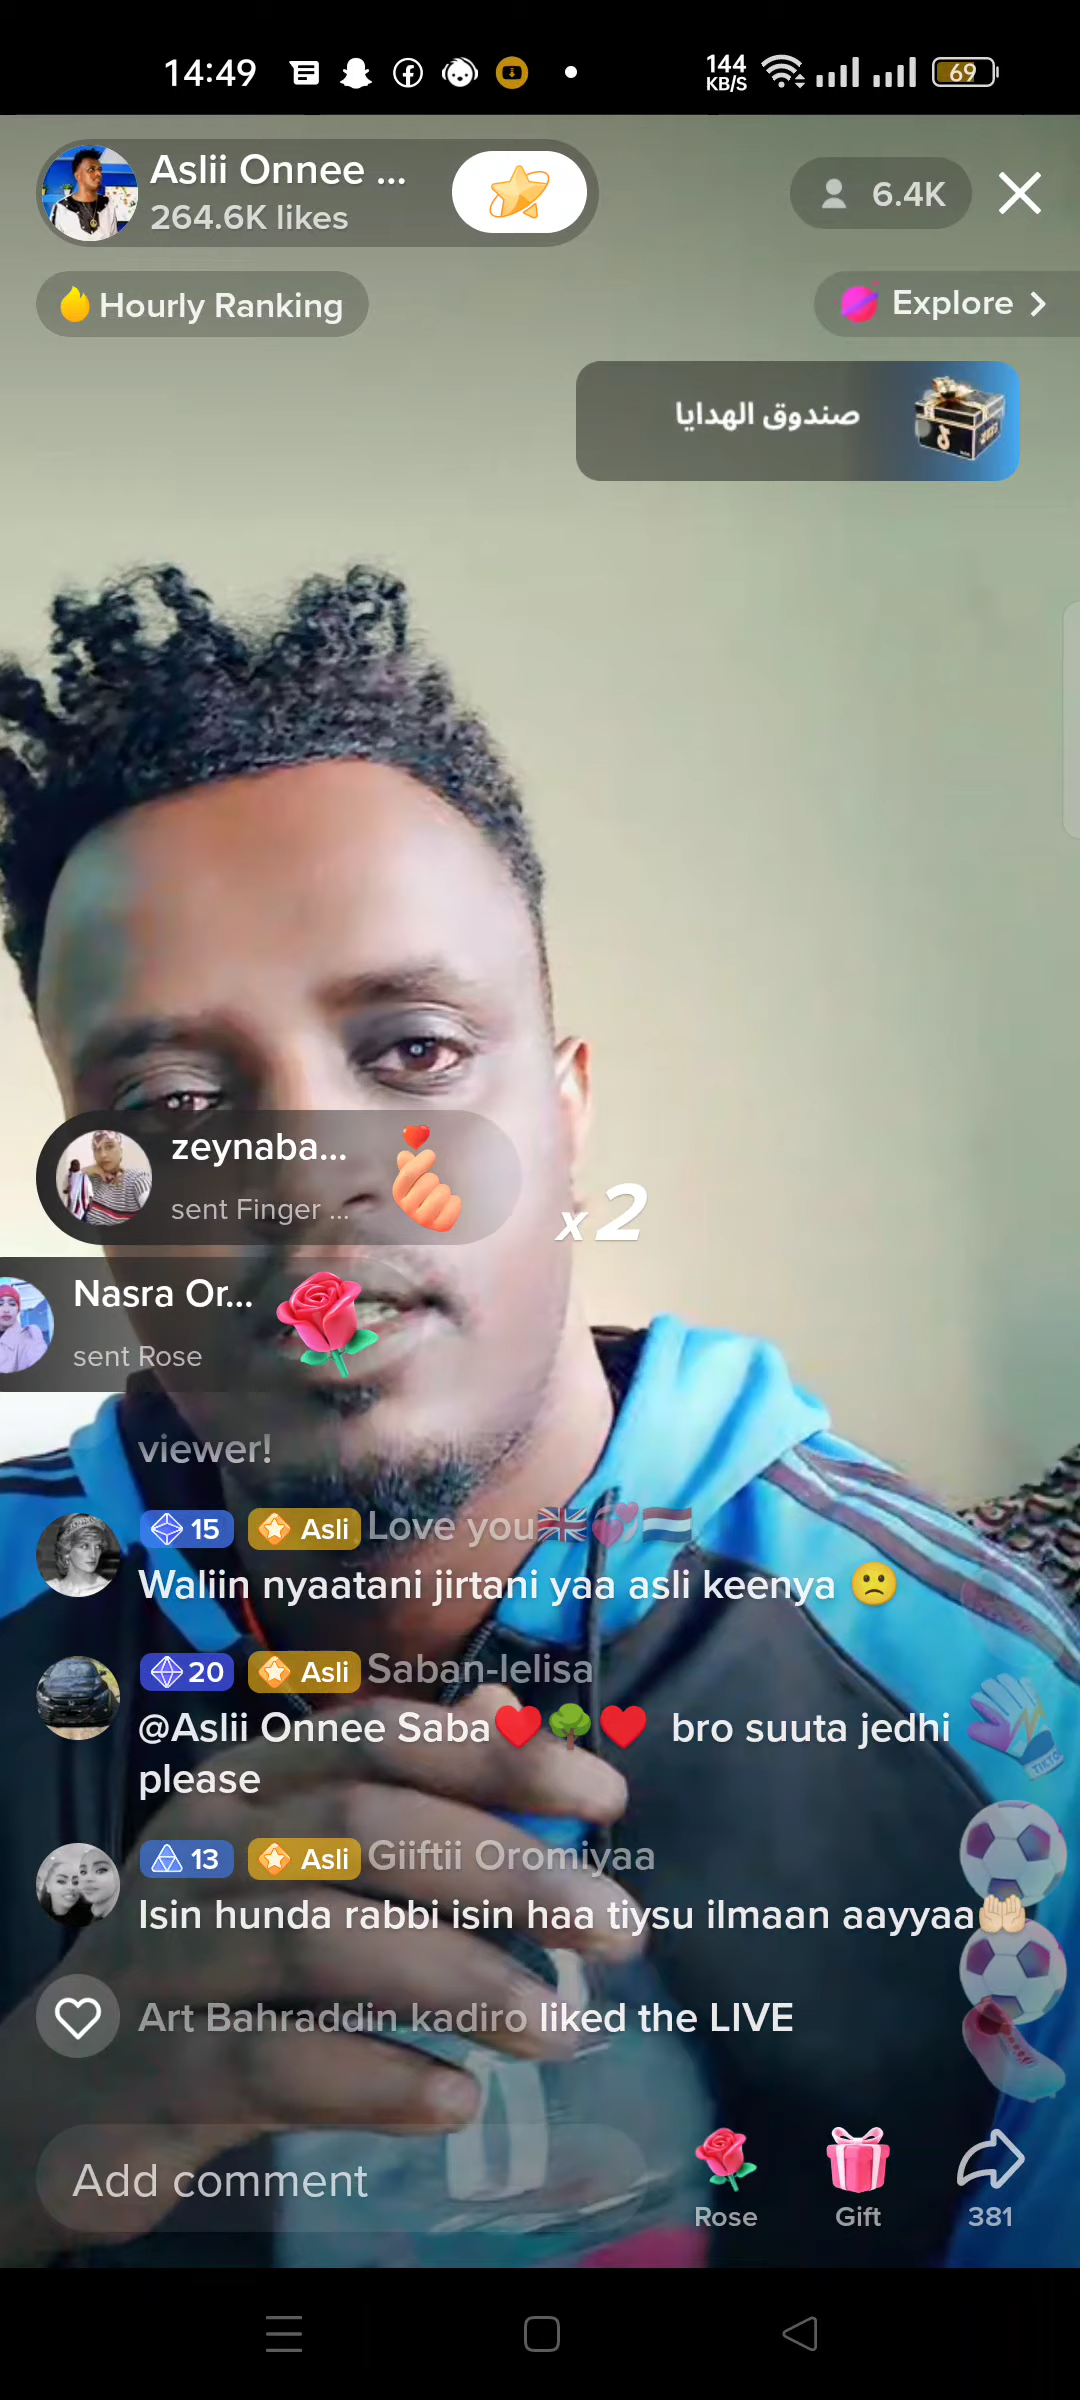 14:49
144
KB/S
69
Aslii Onnee ...
264.6K likes
6.4K
Hourly Ranking
Explore
صندوق الهدايا
zeynaba...
sent Finger ...
x2
Nasra Or...
sent Rose
viewer!
15 Asli Love you🇬🇧💞🇳🇱
Waliin nyaatani jirtani yaa asli keenya 🙁
20 Asli Saban-lelisa
@Aslii Onnee Saba♥️🌳♥️ bro suuta jedhi
please
13 Asli Giiftii Oromiyaa
Isin hunda rabbi isin haa tiysu ilmaan aayyaa🤲🏻
Art Bahraddin kadiro liked the LIVE
Add comment
Rose
Gift
381